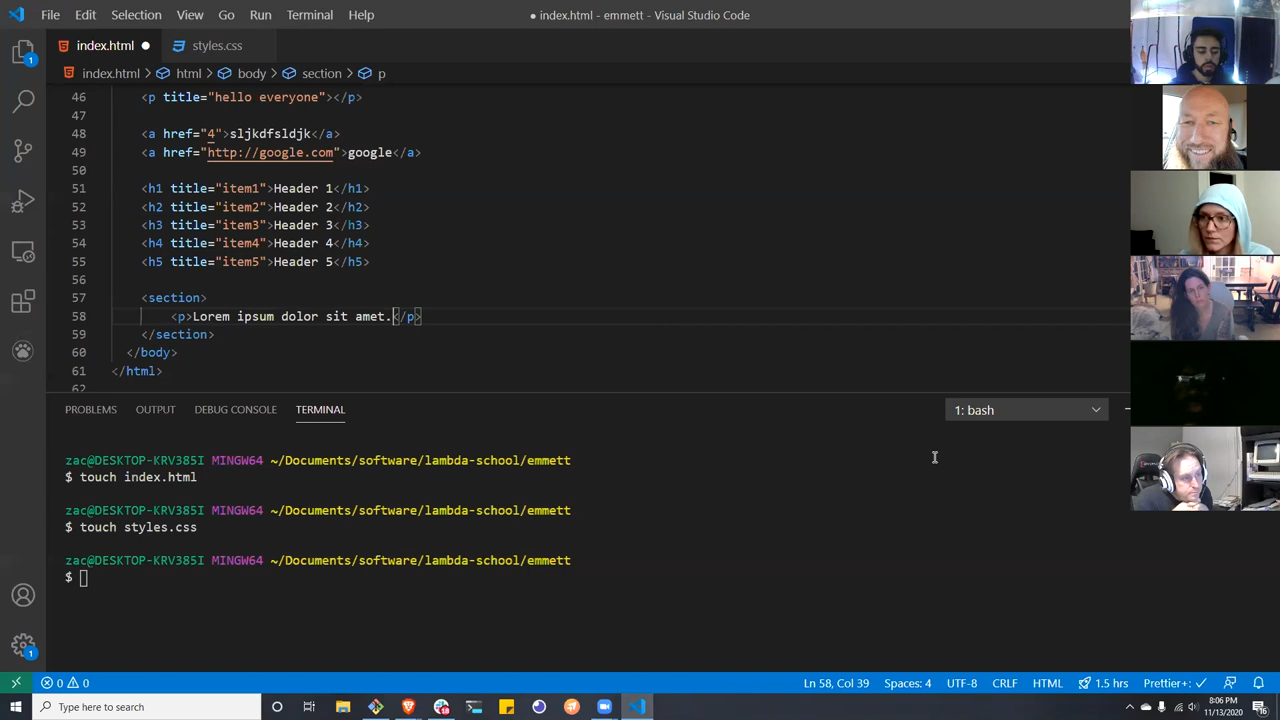 File Edit Selection View Go Run Terminal Help ● index.html - emmett - Visual Studio Code
index.html ● styles.css
1
index.html > html > body > section > p
46 <p title="hello everyone"></p>
47
48 <a href="4">sljkdfsldjk</a>
49 <a href="http://google.com">google</a>
50
51 <h1 title="item1">Header 1</h1>
52 <h2 title="item2">Header 2</h2>
53 <h3 title="item3">Header 3</h3>
54 <h4 title="item4">Header 4</h4>
55 <h5 title="item5">Header 5</h5>
56
57 <section>
58 <p>Lorem ipsum dolor sit amet.</p>
59 </section>
60 </body>
61 </html>
62
PROBLEMS OUTPUT DEBUG CONSOLE TERMINAL 1: bash
zac@DESKTOP-KRV385I MINGW64 ~/Documents/software/lambda-school/emmett
$ touch index.html
zac@DESKTOP-KRV385I MINGW64 ~/Documents/software/lambda-school/emmett
$ touch styles.css
zac@DESKTOP-KRV385I MINGW64 ~/Documents/software/lambda-school/emmett
$
1
0 0 Ln 58, Col 39 Spaces: 4 UTF-8 CRLF HTML 1.5 hrs Prettier+: ✓
Type here to search 8:06 PM
11/13/2020 16